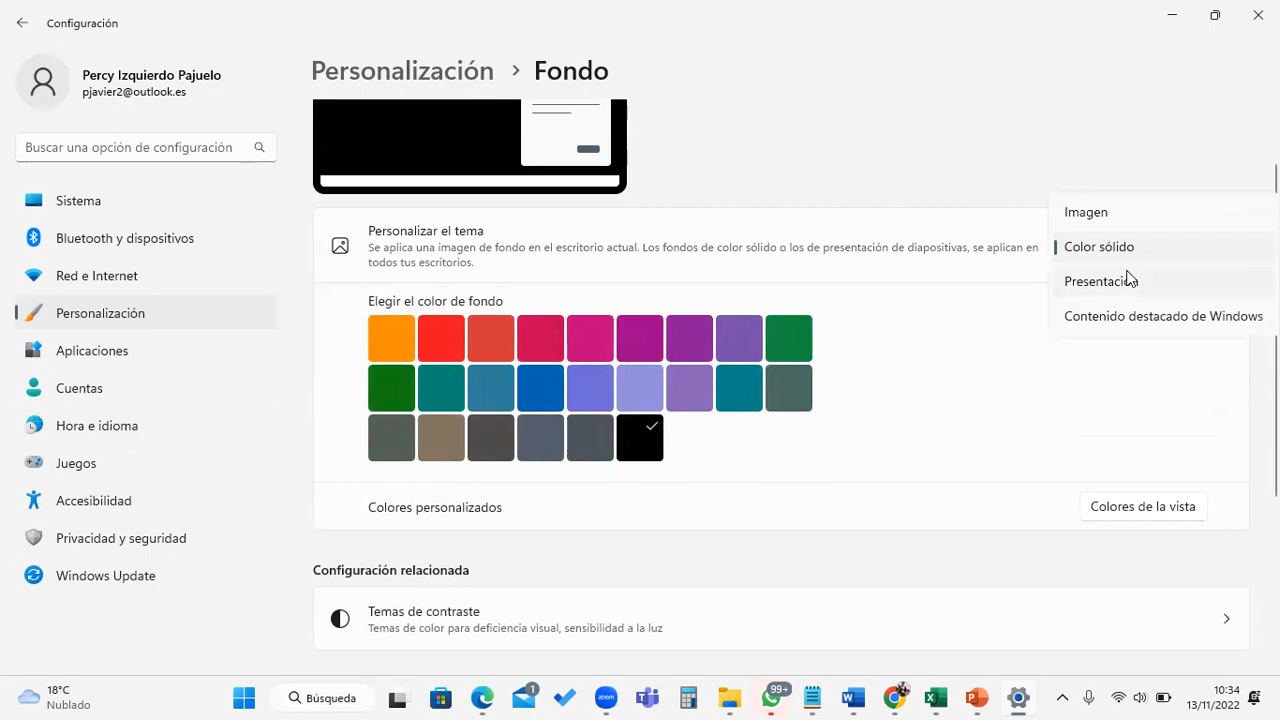 Configuración
Percy Izquierdo Pajuelo
pjavier2@outlook.es
Buscar una opción de configuración
Sistema
Bluetooth y dispositivos
Red e Internet
Personalización
Aplicaciones
Cuentas
Hora e idioma
Juegos
Accesibilidad
Privacidad y seguridad
Windows Update
Personalización > Fondo
Personalizar el tema
Se aplica una imagen de fondo en el escritorio actual. Los fondos de color sólido o los de presentación de diapositivas, se aplican en
todos tus escritorios.
Imagen
Color sólido
Presentación
Contenido destacado de Windows
Elegir el color de fondo
Colores personalizados
Colores de la vista
Configuración relacionada
Temas de contraste
Temas de color para deficiencia visual, sensibilidad a la luz
18°C
Nublado
Búsqueda
1
99+
10:34
13/11/2022